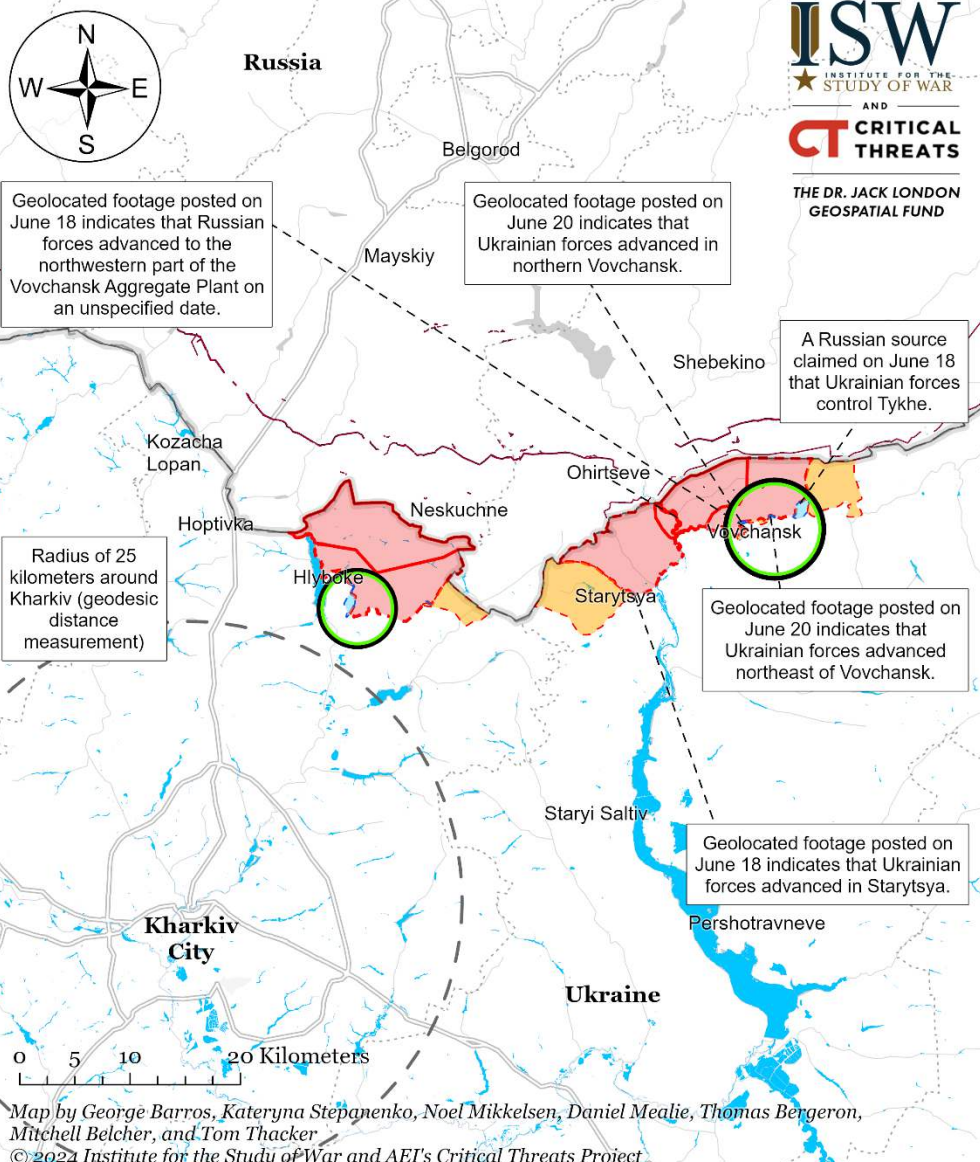 N
W
E
S
Russia
ISW
INSTITUTE FOR THE
STUDY OF WAR
AND
CT CRITICAL
THREATS
THE DR. JACK LONDON
GEOSPATIAL FUND
Belgorod
Geolocated footage posted on
June 18 indicates that Russian
forces advanced to the
northwestern part of the
Vovchansk Aggregate Plant on
an unspecified date.
Geolocated footage posted on
June 20 indicates that
Ukrainian forces advanced in
northern Vovchansk.
Mayskiy
Shebekino
A Russian source
claimed on June 18
that Ukrainian forces
control Tykhe.
Kozacha
Lopan
Ohirtseve
Neskuchne
Hoptivka
Vovchansk
Radius of 25
kilometers around
Kharkiv (geodesic
distance
measurement)
Hlyboke
Starytsya
Geolocated footage posted on
June 20 indicates that
Ukrainian forces advanced
northeast of Vovchansk.
Staryi Saltiv
Geolocated footage posted on
June 18 indicates that Ukrainian
forces advanced in Starytsya.
Pershotravneve
Kharkiv
City
Ukraine
0 5 10 20 Kilometers
Map by George Barros, Kateryna Stepanenko, Noel Mikkelsen, Daniel Mealie, Thomas Bergeron,
Mitchell Belcher, and Tom Thacker
© 2024 Institute for the Study of War and AEI's Critical Threats Project